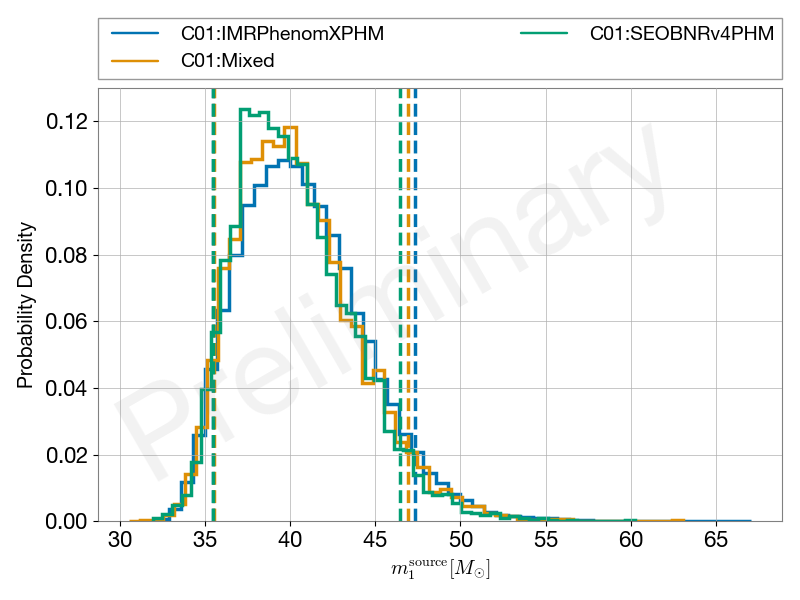 C01:IMRPhenomXPHM
C01:Mixed
C01:SEOBNRv4PHM
Preliminary
Probability Density
0.12
0.10
0.08
0.06
0.04
0.02
0.00
30 35 40 45 50 55 60 65
m₁^source [M⊙]